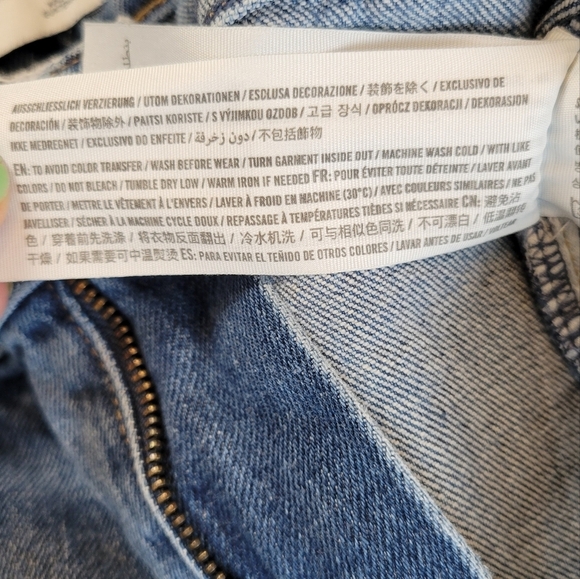 AUSSCHLIESSLICH VERZIERUNG / UTOM DEKORATIONEN / ESDLUSA DECORAZIONE / 装飾を除く / EXCLUSIVO DE
DECORACIÓN / 装饰物除外 / PAITSI KORISTE / S VÝJIMKOU OZDOB / 고급 장식 / OPRÓCZ DEKORACJI / DEKORASJON
IKKE MEDREGNET / EXCLUSIVO DO ENFEITE / دون زخرفة / 不包括飾物
EN: TO AVOID COLOR TRANSFER / WASH BEFORE WEAR / TURN GARMENT INSIDE OUT / MACHINE WASH COLD / WITH LIKE
COLORS / DO NOT BLEACH / TUMBLE DRY LOW / WARM IRON IF NEEDED FR: POUR ÉVITER TOUTE DÉTEINTE / LAVER AVANT
DE PORTER / METTRE LE VÊTEMENT À L'ENVERS / LAVER À FROID EN MACHINE (30°C) / AVEC COULEURS SIMILAIRES / NE PAS
JAVELLISER / SÉCHER À LA MACHINE CYCLE DOUX / REPASSAGE À TEMPÉRATURES TIÈDES SI NÉCESSAIRE CN: 避免沾
色 / 穿着前先洗涤 / 将衣物反面翻出 / 冷水机洗 / 可与相似色同洗 / 不可漂白 / 低温翻转
干燥 / 如果需要可中温熨烫 ES: PARA EVITAR EL TEÑIDO DE OTROS COLORES / LAVAR ANTES DE USAR /